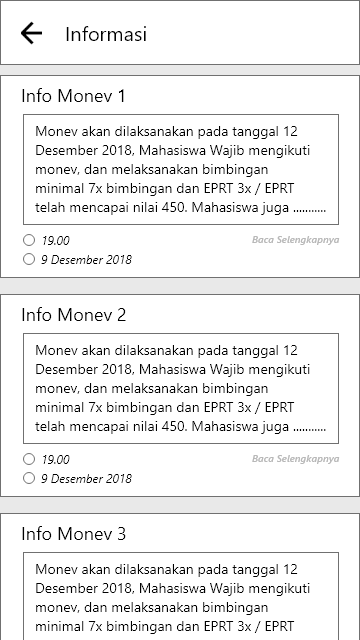 Informasi
Info Monev 1
Monev akan dilaksanakan pada tanggal 12
Desember 2018, Mahasiswa Wajib mengikuti
monev, dan melaksanakan bimbingan
minimal 7x bimbingan dan EPRT 3x / EPRT
telah mencapai nilai 450. Mahasiswa juga ...........
19.00
Baca Selengkapnya
9 Desember 2018
Info Monev 2
Monev akan dilaksanakan pada tanggal 12
Desember 2018, Mahasiswa Wajib mengikuti
monev, dan melaksanakan bimbingan
minimal 7x bimbingan dan EPRT 3x / EPRT
telah mencapai nilai 450. Mahasiswa juga ...........
19.00
Baca Selengkapnya
9 Desember 2018
Info Monev 3
Monev akan dilaksanakan pada tanggal 12
Desember 2018, Mahasiswa Wajib mengikuti
monev, dan melaksanakan bimbingan
minimal 7x bimbingan dan EPRT 3x / EPRT